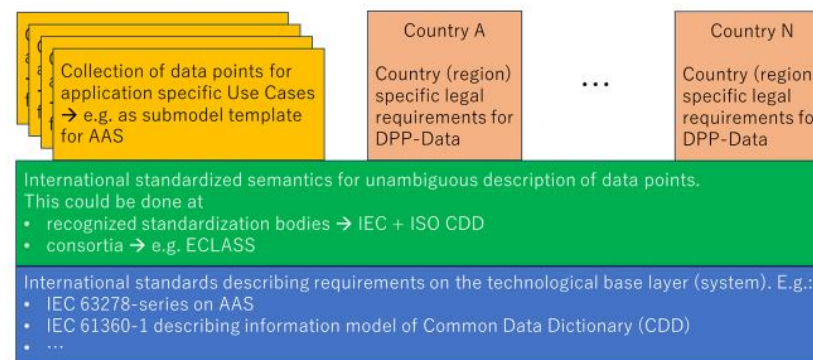 Collection of data points for
application specific Use Cases
→ e.g. as submodel template
for AAS
Country A
Country (region)
specific legal
requirements for
DPP-Data
...
Country N
Country (region
specific legal
requirements fo
DPP-Data
International standardized semantics for unambiguous description of data points.
This could be done at
• recognized standardization bodies → IEC + ISO CDD
• consortia → e.g. ECLASS
International standards describing requirements on the technological base layer (system). E.g.:
• IEC 63278-series on AAS
• IEC 61360-1 describing information model of Common Data Dictionary (CDD)
• ...